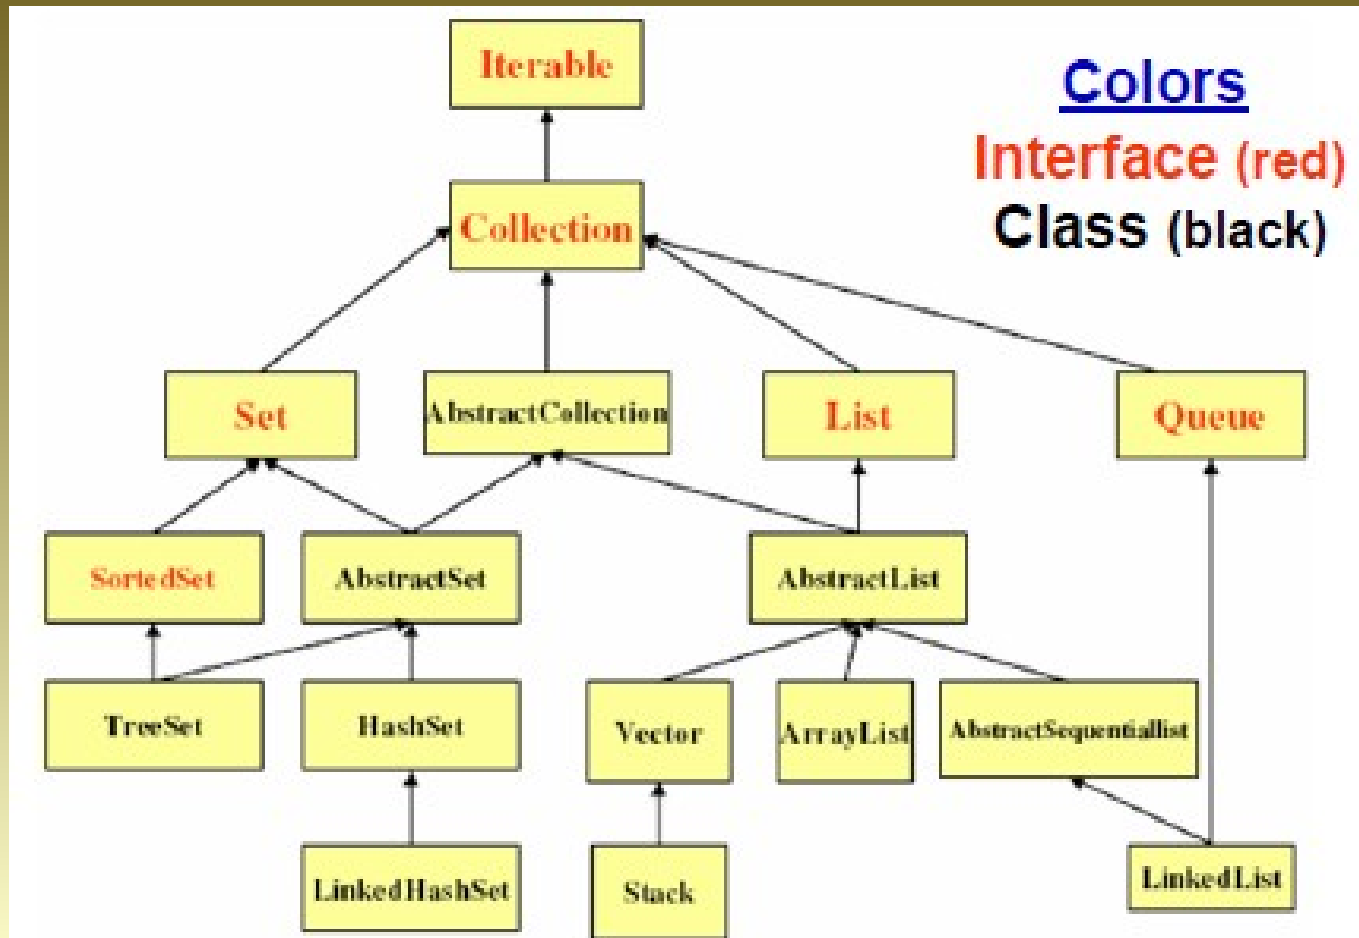 Iterable
Colors
Interface (red)
Class (black)
Collection
Set
AbstractCollection
List
Queue
SortedSet
AbstractSet
AbstractList
TreeSet
HashSet
Vector
ArrayList
AbstractSequentiallist
LinkedHashSet
Stack
LinkedList